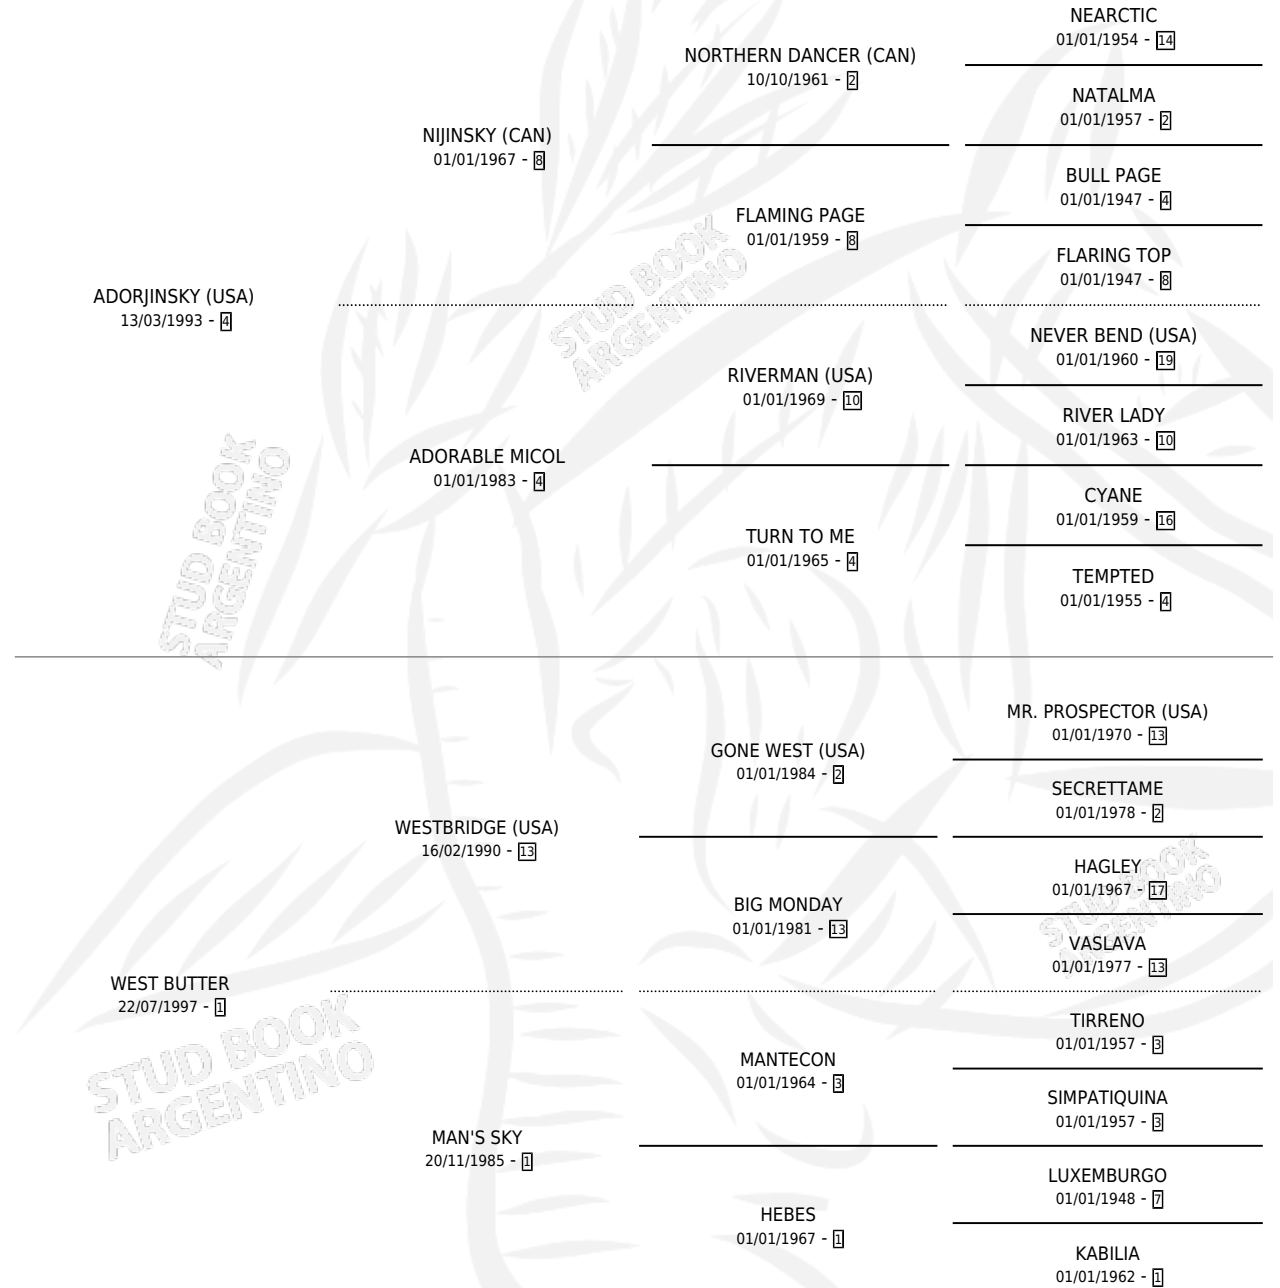 NEARCTIC
01/01/1954 - 14
NORTHERN DANCER (CAN)
10/10/1961 - 2
NATALMA
01/01/1957 - 2
NIJINSKY (CAN)
01/01/1967 - 8
BULL PAGE
01/01/1947 - 4
FLAMING PAGE
01/01/1959 - 8
FLARING TOP
01/01/1947 - 8
ADORJINSKY (USA)
13/03/1993 - 4
NEVER BEND (USA)
01/01/1960 - 19
RIVERMAN (USA)
01/01/1969 - 10
RIVER LADY
01/01/1963 - 10
ADORABLE MICOL
01/01/1983 - 4
CYANE
01/01/1959 - 16
TURN TO ME
01/01/1965 - 4
TEMPTED
01/01/1955 - 4
MR. PROSPECTOR (USA)
01/01/1970 - 13
GONE WEST (USA)
01/01/1984 - 2
SECRETTAME
01/01/1978 - 2
WESTBRIDGE (USA)
16/02/1990 - 13
HAGLEY
01/01/1967 - 17
BIG MONDAY
01/01/1981 - 13
VASLAVA
01/01/1977 - 13
WEST BUTTER
22/07/1997 - 1
TIRRENO
01/01/1957 - 3
MANTECON
01/01/1964 - 3
SIMPATIQUINA
01/01/1957 - 3
MAN'S SKY
20/11/1985 - 1
LUXEMBURGO
01/01/1948 - 7
HEBES
01/01/1967 - 1
KABILIA
01/01/1962 - 1
STUD BOOK
ARGENTINO
STUD BOOK
ARGENTINO
STUD BOOK
ARGENTINO
STUD BOOK
ARGENTINO